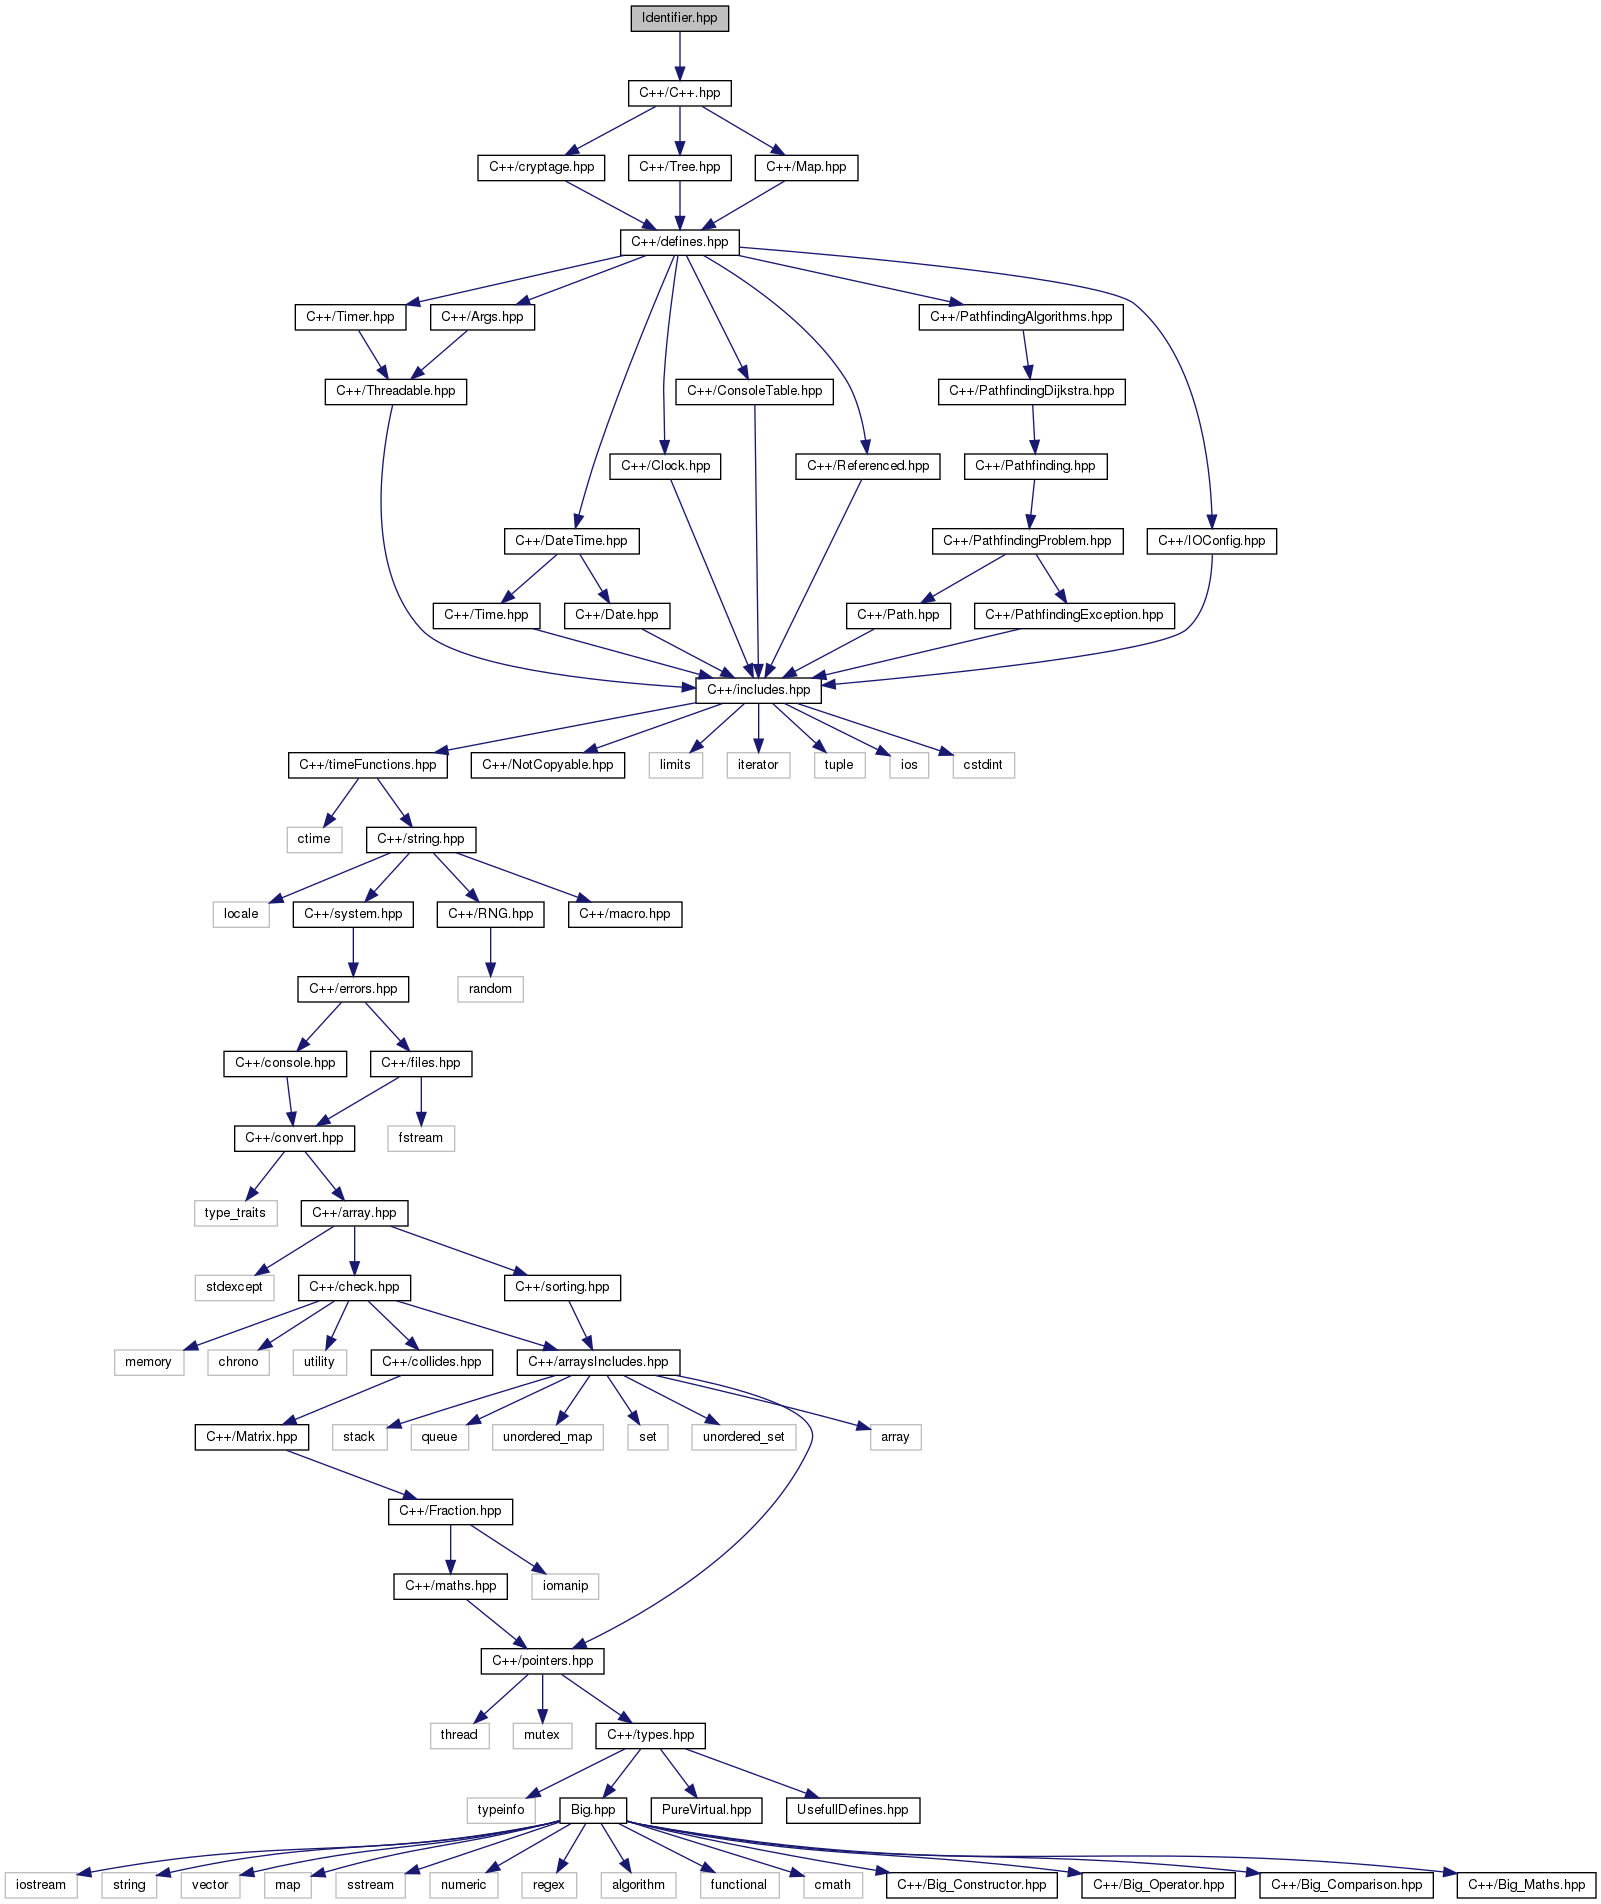 Identifier.hpp
C++/C++.hpp
C++/cryptage.hpp
C++/Tree.hpp
C++/Map.hpp
C++/defines.hpp
C++/Timer.hpp
C++/Args.hpp
C++/PathfindingAlgorithms.hpp
C++/Threadable.hpp
C++/ConsoleTable.hpp
C++/PathfindingDijkstra.hpp
C++/Clock.hpp
C++/Referenced.hpp
C++/Pathfinding.hpp
C++/DateTime.hpp
C++/PathfindingProblem.hpp
C++/IOConfig.hpp
C++/Time.hpp
C++/Date.hpp
C++/Path.hpp
C++/PathfindingException.hpp
C++/includes.hpp
C++/timeFunctions.hpp
C++/NotCopyable.hpp
limits
iterator
tuple
ios
cstdint
ctime
C++/string.hpp
locale
C++/system.hpp
C++/RNG.hpp
C++/macro.hpp
C++/errors.hpp
random
C++/console.hpp
C++/files.hpp
C++/convert.hpp
fstream
type_traits
C++/array.hpp
stdexcept
C++/check.hpp
C++/sorting.hpp
memory
chrono
utility
C++/collides.hpp
C++/arraysIncludes.hpp
C++/Matrix.hpp
stack
queue
unordered_map
set
unordered_set
array
C++/Fraction.hpp
C++/maths.hpp
iomanip
C++/pointers.hpp
thread
mutex
C++/types.hpp
typeinfo
Big.hpp
PureVirtual.hpp
UsefullDefines.hpp
iostream
string
vector
map
sstream
numeric
regex
algorithm
functional
cmath
C++/Big_Constructor.hpp
C++/Big_Operator.hpp
C++/Big_Comparison.hpp
C++/Big_Maths.hpp